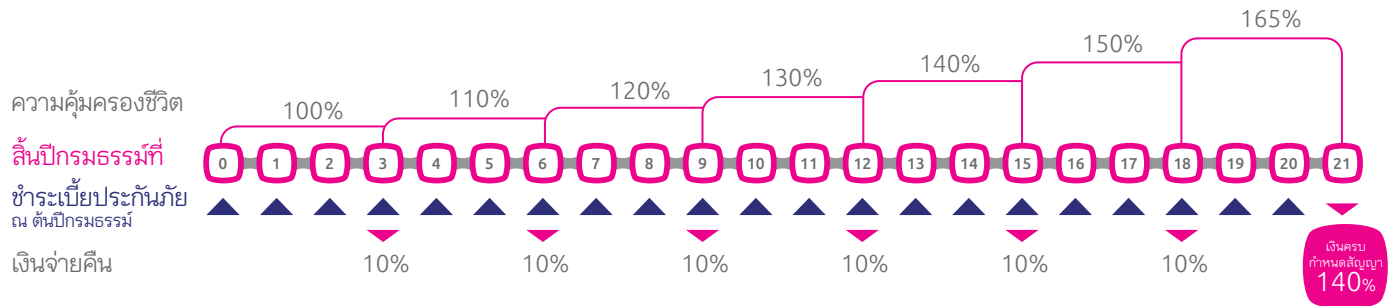 165%
150%
140%
130%
120%
110%
100%
ความคุ้มครองชีวิต
สิ้นปีกรมธรรม์ที่ 0 1 2 3 4 5 6 7 8 9 10 11 12 13 14 15 16 17 18 19 20 21
ชำระเบี้ยประกันภัย
ณ ต้นปีกรมธรรม์
เงินจ่ายคืน 10% 10% 10% 10% 10% 10%
เงินครบ
กำหนดสัญญา
140%